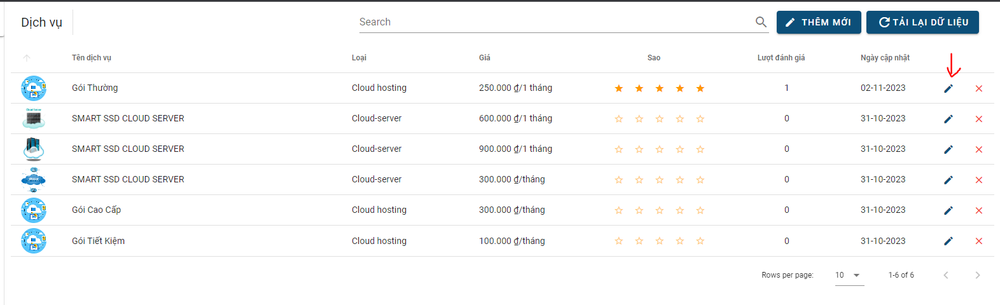 Dịch vụ
Search
THÊM MỚI
TẢI LẠI DỮ LIỆU
Tên dịch vụ Loại Giá Sao Lượt đánh giá Ngày cập nhật
Gói Thường Cloud hosting 250.000 ₫/1 tháng 1 02-11-2023
SMART SSD CLOUD SERVER Cloud-server 600.000 ₫/1 tháng 0 31-10-2023
SMART SSD CLOUD SERVER Cloud-server 900.000 ₫/1 tháng 0 31-10-2023
SMART SSD CLOUD SERVER Cloud-server 300.000 ₫/tháng 0 31-10-2023
Gói Cao Cấp Cloud hosting 300.000 ₫/tháng 0 31-10-2023
Gói Tiết Kiệm Cloud hosting 100.000 ₫/tháng 0 31-10-2023
Rows per page: 10 1-6 of 6